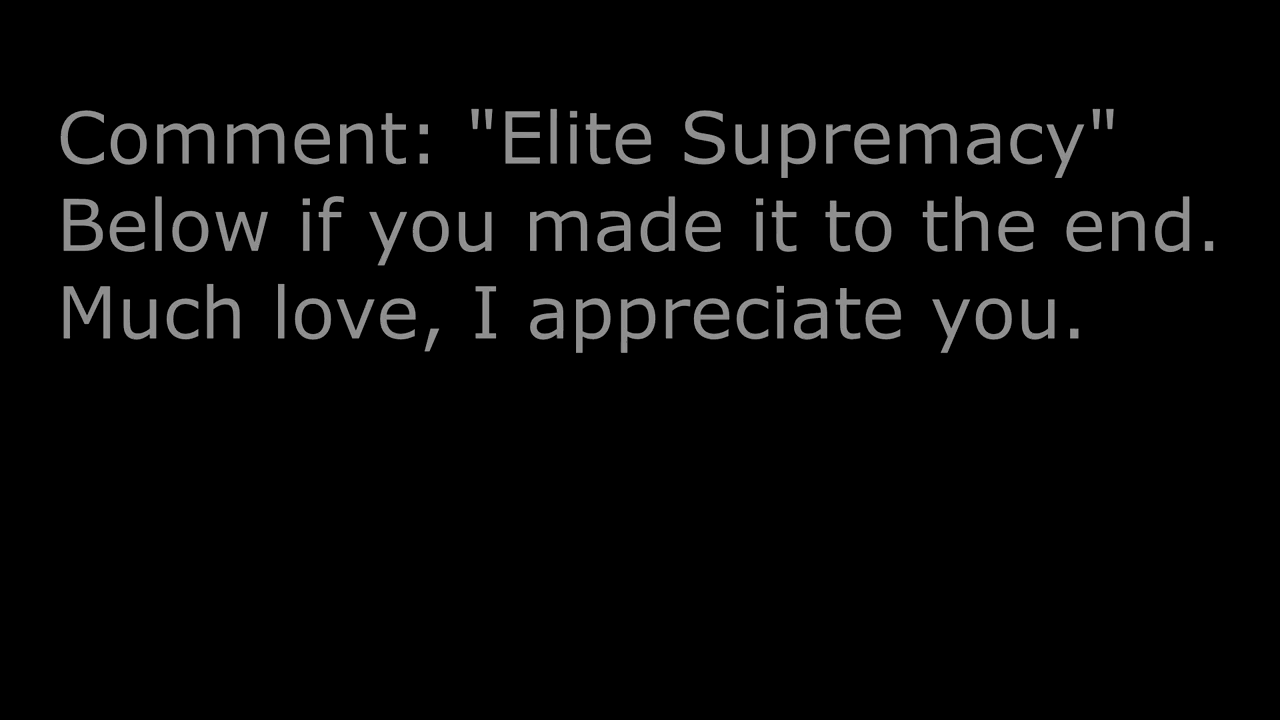 Comment: "Elite Supremacy"
Below if you made it to the end.
Much love, I appreciate you.